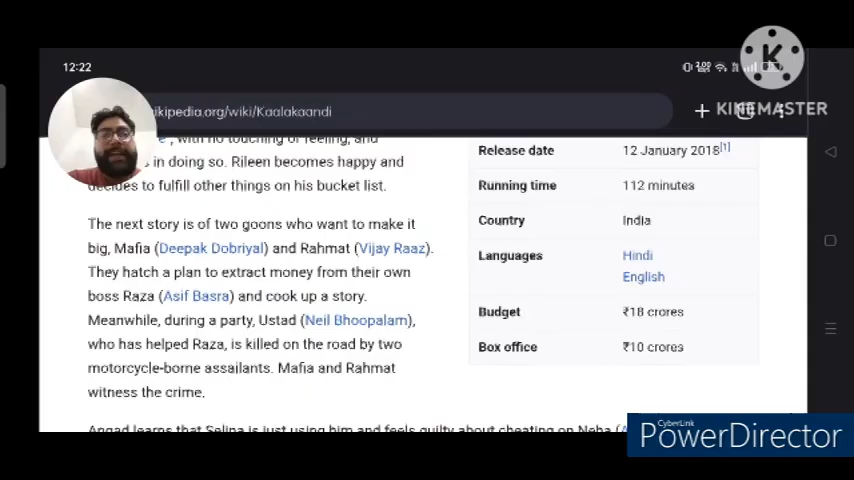 12:22
KINEMASTER
ikipedia.org/wiki/Kaalakaandi
, with no touching or feeling, and
in doing so. Rileen becomes happy and
decides to fulfill other things on his bucket list.
The next story is of two goons who want to make it
big, Mafia (Deepak Dobriyal) and Rahmat (Vijay Raaz).
They hatch a plan to extract money from their own
boss Raza (Asif Basra) and cook up a story.
Meanwhile, during a party, Ustad (Neil Bhoopalam),
who has helped Raza, is killed on the road by two
motorcycle-borne assailants. Mafia and Rahmat
witness the crime.
Angad learns that Selina is just using him and feels guilty about cheating on Neha (
Release date 12 January 2018[1]
Running time 112 minutes
Country India
Languages Hindi
English
Budget ₹18 crores
Box office ₹10 crores
CyberLink
PowerDirector